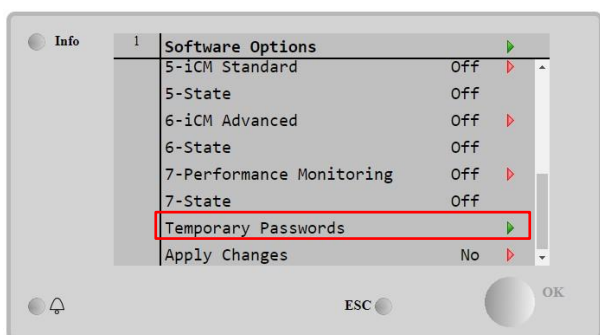 Info
1 Software Options
5-iCM Standard Off
5-State Off
6-iCM Advanced Off
6-State Off
7-Performance Monitoring Off
7-State Off
Temporary Passwords
Apply Changes No
ESC OK